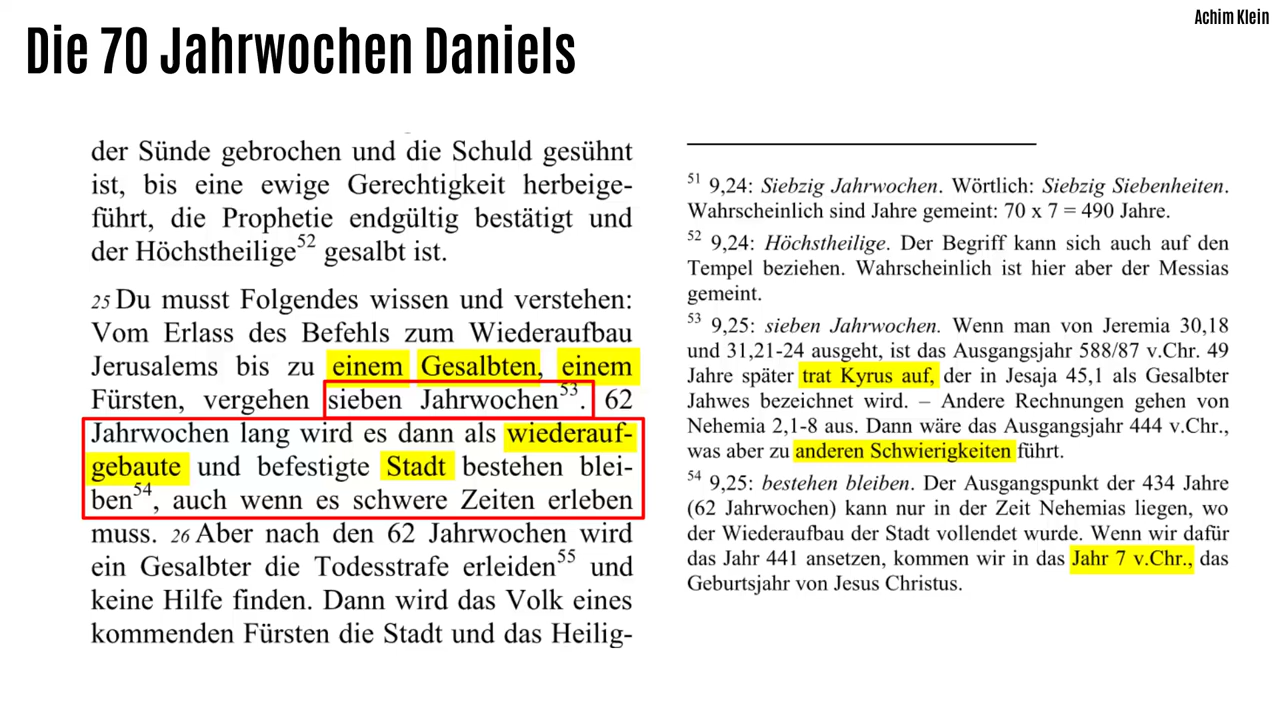 Achim Klein
Die 70 Jahrwochen Daniels
der Sünde gebrochen und die Schuld gesühnt
ist, bis eine ewige Gerechtigkeit herbeige-
führt, die Prophetie endgültig bestätigt und
der Höchstheilige52 gesalbt ist.
25 Du musst Folgendes wissen und verstehen:
Vom Erlass des Befehls zum Wiederaufbau
Jerusalems bis zu einem Gesalbten, einem
Fürsten, vergehen sieben Jahrwochen53. 62
Jahrwochen lang wird es dann als wiederauf-
gebaute und befestigte Stadt bestehen blei-
ben54, auch wenn es schwere Zeiten erleben
muss. 26 Aber nach den 62 Jahrwochen wird
ein Gesalbter die Todesstrafe erleiden55 und
keine Hilfe finden. Dann wird das Volk eines
kommenden Fürsten die Stadt und das Heilig-
51 9,24: Siebzig Jahrwochen. Wörtlich: Siebzig Siebenheiten.
Wahrscheinlich sind Jahre gemeint: 70 x 7 = 490 Jahre.
52 9,24: Höchstheilige. Der Begriff kann sich auch auf den
Tempel beziehen. Wahrscheinlich ist hier aber der Messias
gemeint.
53 9,25: sieben Jahrwochen. Wenn man von Jeremia 30,18
und 31,21-24 ausgeht, ist das Ausgangsjahr 588/87 v.Chr. 49
Jahre später trat Kyrus auf, der in Jesaja 45,1 als Gesalbter
Jahwes bezeichnet wird. – Andere Rechnungen gehen von
Nehemia 2,1-8 aus. Dann wäre das Ausgangsjahr 444 v.Chr.,
was aber zu anderen Schwierigkeiten führt.
54 9,25: bestehen bleiben. Der Ausgangspunkt der 434 Jahre
(62 Jahrwochen) kann nur in der Zeit Nehemias liegen, wo
der Wiederaufbau der Stadt vollendet wurde. Wenn wir dafür
das Jahr 441 ansetzen, kommen wir in das Jahr 7 v.Chr., das
Geburtsjahr von Jesus Christus.